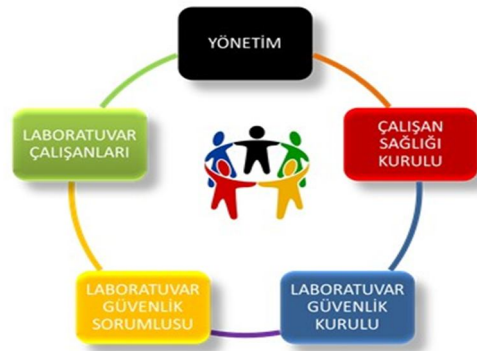 YÖNETİM
ÇALIŞAN
SAĞLIĞI
KURULU
LABORATUVAR
GÜVENLİK
KURULU
LABORATUVAR
GÜVENLİK
SORUMLUSU
LABORATUVAR
ÇALIŞANLARI